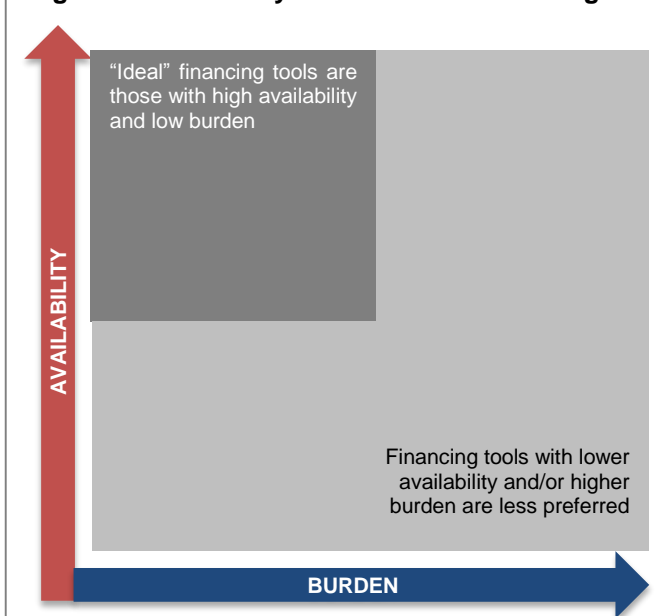 “Ideal” financing tools are
those with high availability
and low burden
AVAILABILITY
Financing tools with lower
availability and/or higher
burden are less preferred
BURDEN